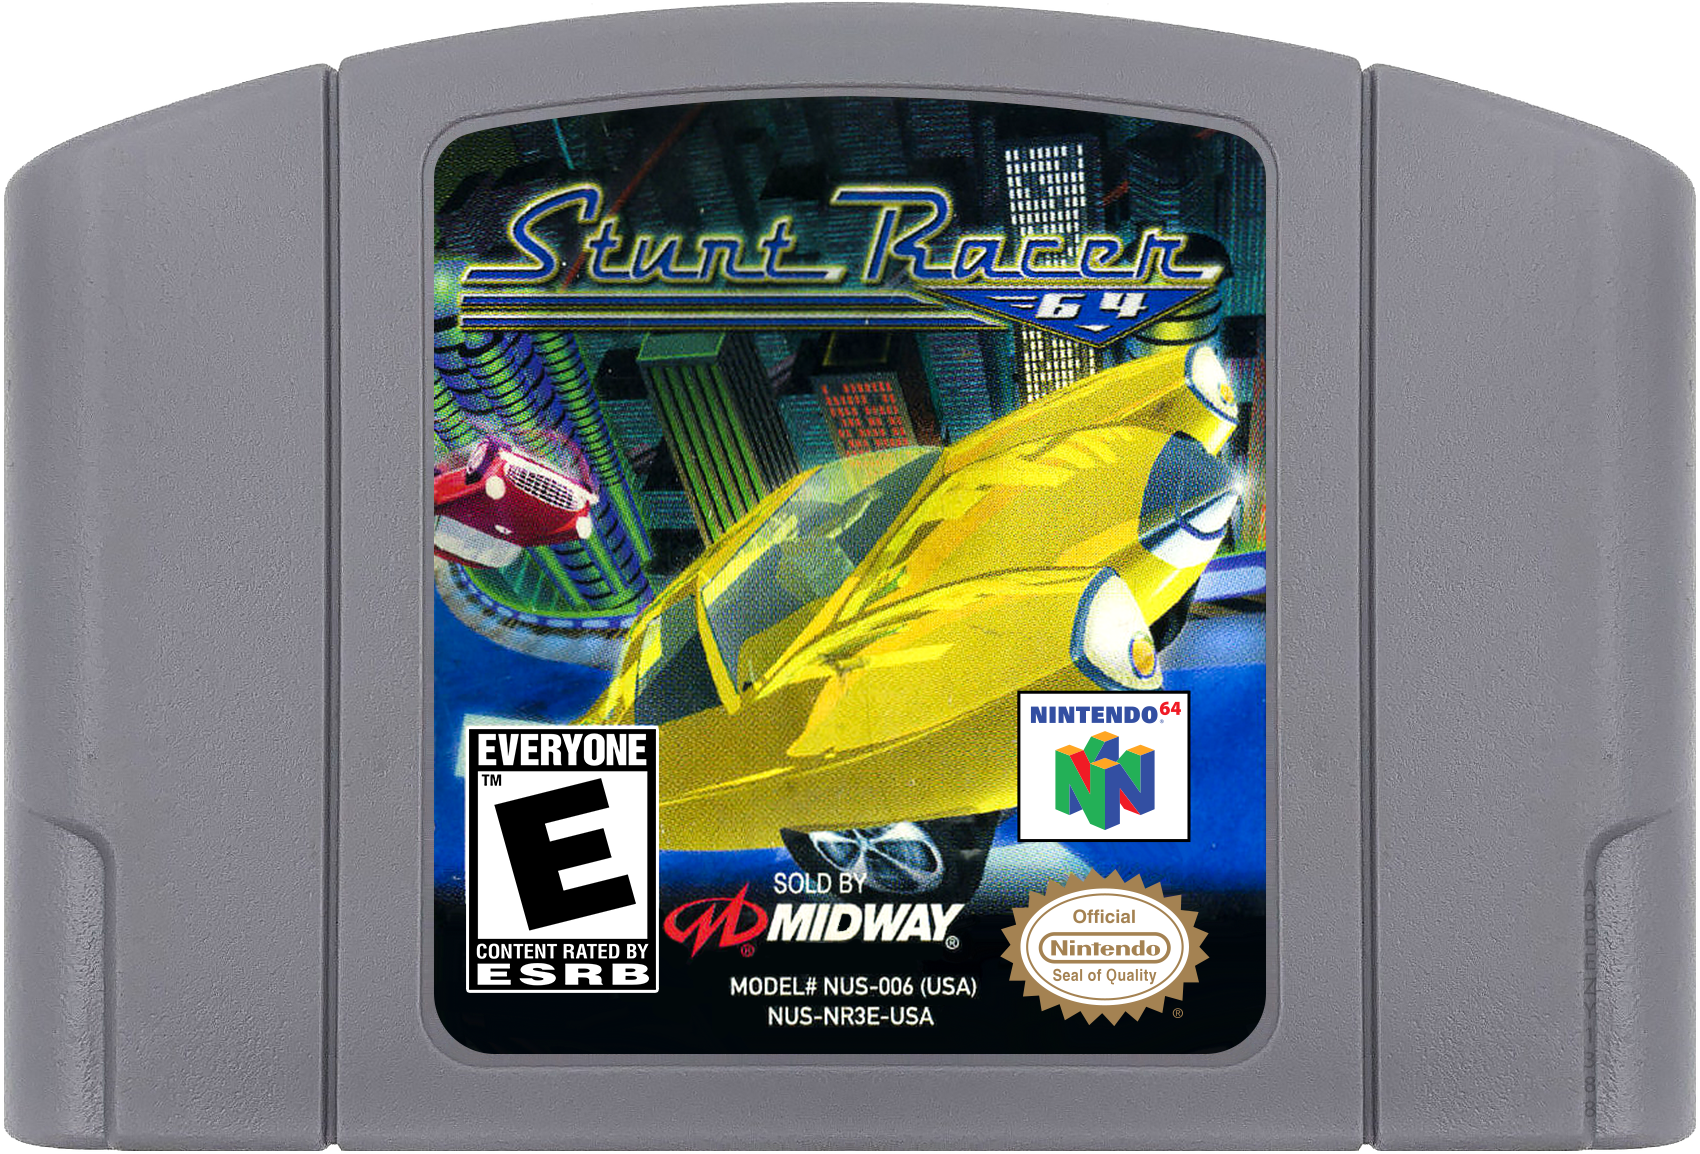 Stunt Racer
64
NINTENDO64
EVERYONE
TM
E
CONTENT RATED BY
ESRB
SOLD BY
MIDWAY®
MODEL# NUS-006 (USA)
NUS-NR3E-USA
Official
Nintendo
Seal of Quality
®